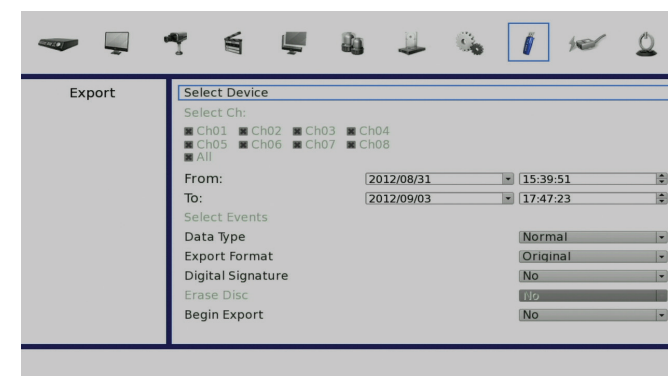 Export
Select Device
Select Ch:
Ch01 Ch02 Ch03 Ch04
Ch05 Ch06 Ch07 Ch08
All
From: 2012/08/31 15:39:51
To: 2012/09/03 17:47:23
Select Events
Data Type Normal
Export Format Original
Digital Signature No
Erase Disc No
Begin Export No